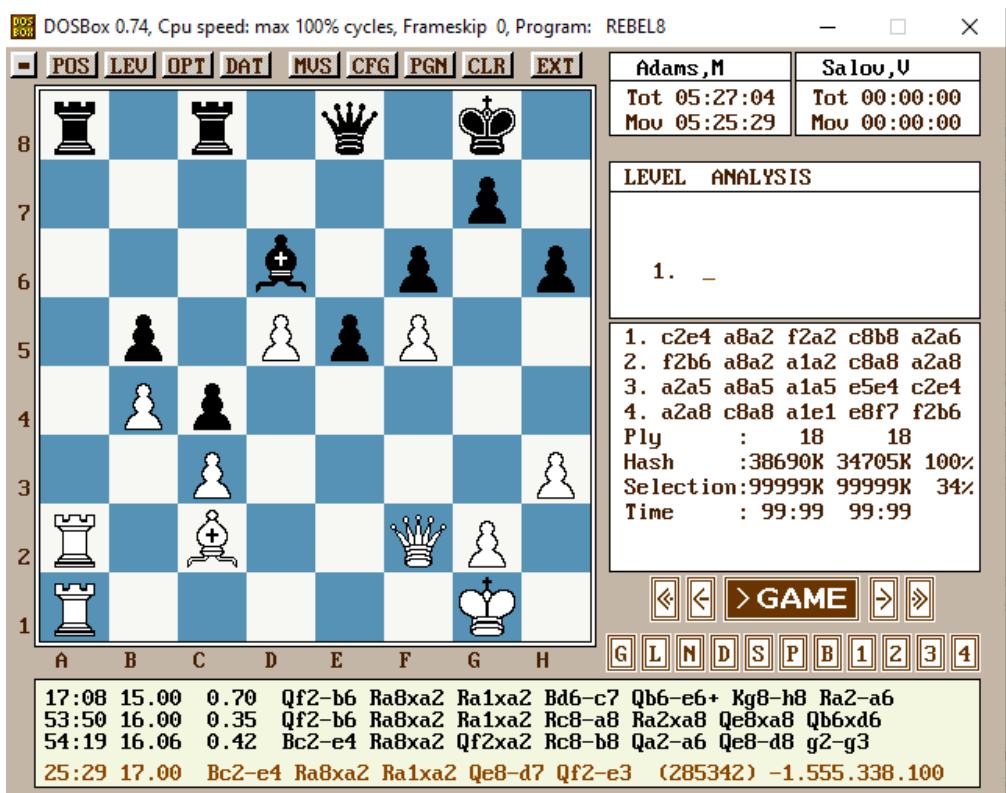 DOSBox 0.74, Cpu speed: max 100% cycles, Frameskip 0, Program: REBEL8
- POS LEV OPT DAT MVS CFG PGN CLR EXT
Adams,M Salov,V
Tot 05:27:04 Tot 00:00:00
Mov 05:25:29 Mov 00:00:00
8
7
6
5
4
3
2
1
A B C D E F G H
LEVEL ANALYSIS
1. _
1. c2e4 a8a2 f2a2 c8b8 a2a6
2. f2b6 a8a2 a1a2 c8a8 a2a8
3. a2a5 a8a5 a1a5 e5e4 c2e4
4. a2a8 c8a8 a1e1 e8f7 f2b6
Ply : 18 18
Hash :38690K 34705K 100%
Selection:99999K 99999K 34%
Time : 99:99 99:99
>GAME
G L N D S P B 1 2 3 4
17:08 15.00 0.70 Qf2-b6 Ra8xa2 Ra1xa2 Bd6-c7 Qb6-e6+ Kg8-h8 Ra2-a6
53:50 16.00 0.35 Qf2-b6 Ra8xa2 Ra1xa2 Rc8-a8 Ra2xa8 Qe8xa8 Qb6xd6
54:19 16.06 0.42 Bc2-e4 Ra8xa2 Qf2xa2 Rc8-b8 Qa2-a6 Qe8-d8 g2-g3
25:29 17.00 Bc2-e4 Ra8xa2 Ra1xa2 Qe8-d7 Qf2-e3 (285342) -1.555.338.100